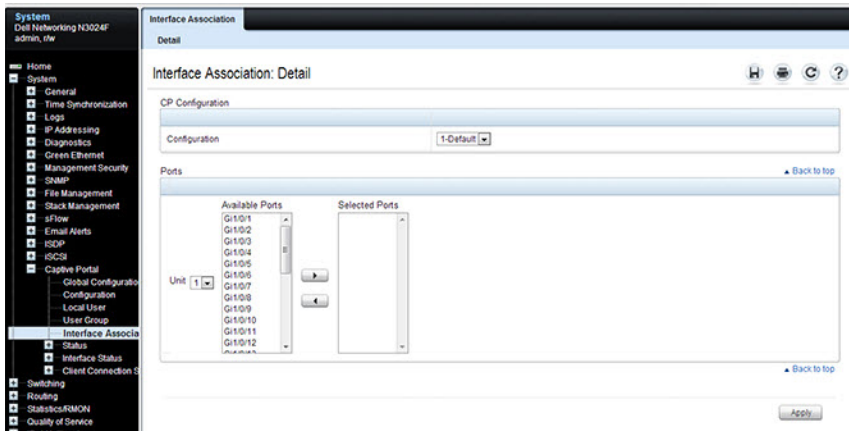 System
Dell Networking N3024F
admin, r/w
Home
System
General
Time Synchronization
Logs
IP Addressing
Diagnostics
Green Ethernet
Management Security
SNMP
File Management
Stack Management
sFlow
Email Alerts
ISDP
iSCSI
Captive Portal
Global Configuratio
Configuration
Local User
User Group
Interface Associa
Status
Interface Status
Client Connection S
Switching
Routing
Statistics/RMON
Quality of Service
Interface Association
Detail
Interface Association: Detail
CP Configuration
Configuration
1-Default
Ports
Back to top
Available Ports
Selected Ports
Unit 1
Gi1/0/1
Gi1/0/2
Gi1/0/3
Gi1/0/4
Gi1/0/5
Gi1/0/6
Gi1/0/7
Gi1/0/8
Gi1/0/9
Gi1/0/10
Gi1/0/11
Gi1/0/12
Back to top
Apply